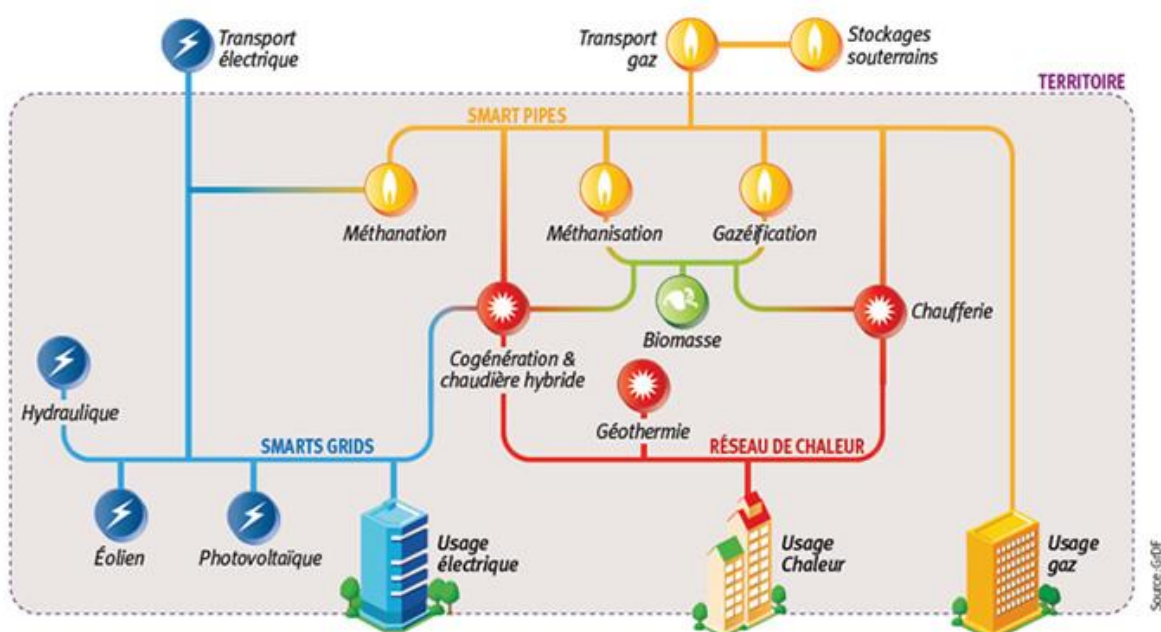 Transport
électrique
Transport
gaz
Stockages
souterrains
TERRITOIRE
SMART PIPES
Méthanation
Méthanisation
Gazéification
Biomasse
Chaufferie
Cogénération &
chaudière hybride
Hydraulique
Géothermie
SMARTS GRIDS
RÉSEAU DE CHALEUR
Éolien
Photovoltaïque
Usage
électrique
Usage
Chaleur
Usage
gaz
Source : GrDF